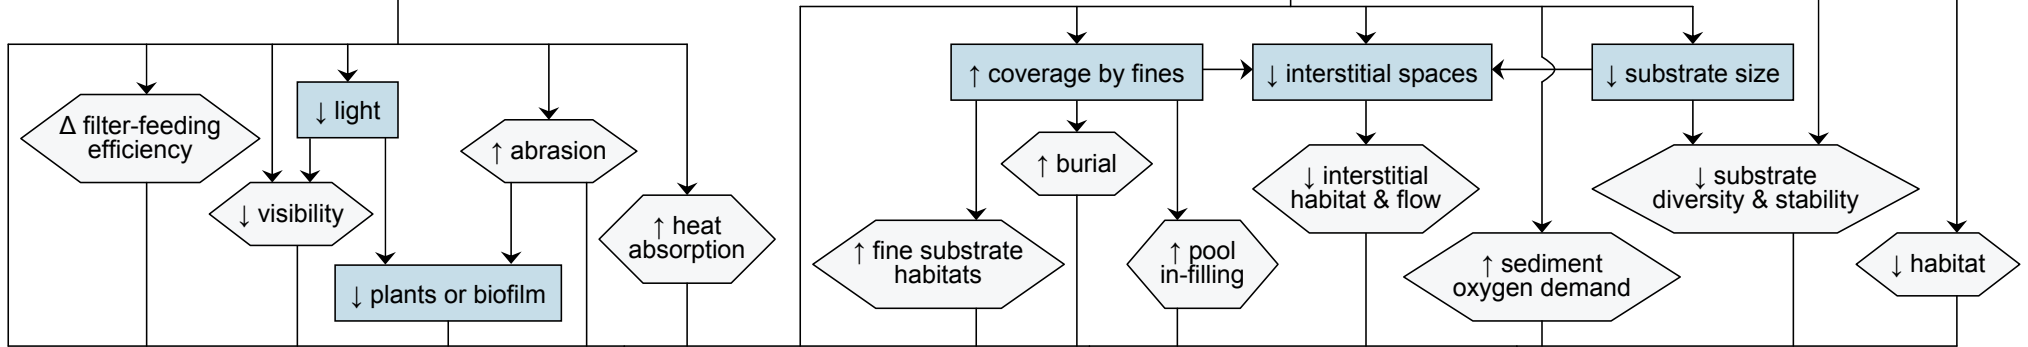 Δ filter-feeding
efficiency
↓ light
↓ visibility
↑ abrasion
↓ plants or biofilm
↑ heat
absorption
↑ coverage by fines
↓ interstitial spaces
↓ substrate size
↑ burial
↑ fine substrate
habitats
↑ pool
in-filling
↓ interstitial
habitat & flow
↑ sediment
oxygen demand
↓ substrate
diversity & stability
↓ habitat